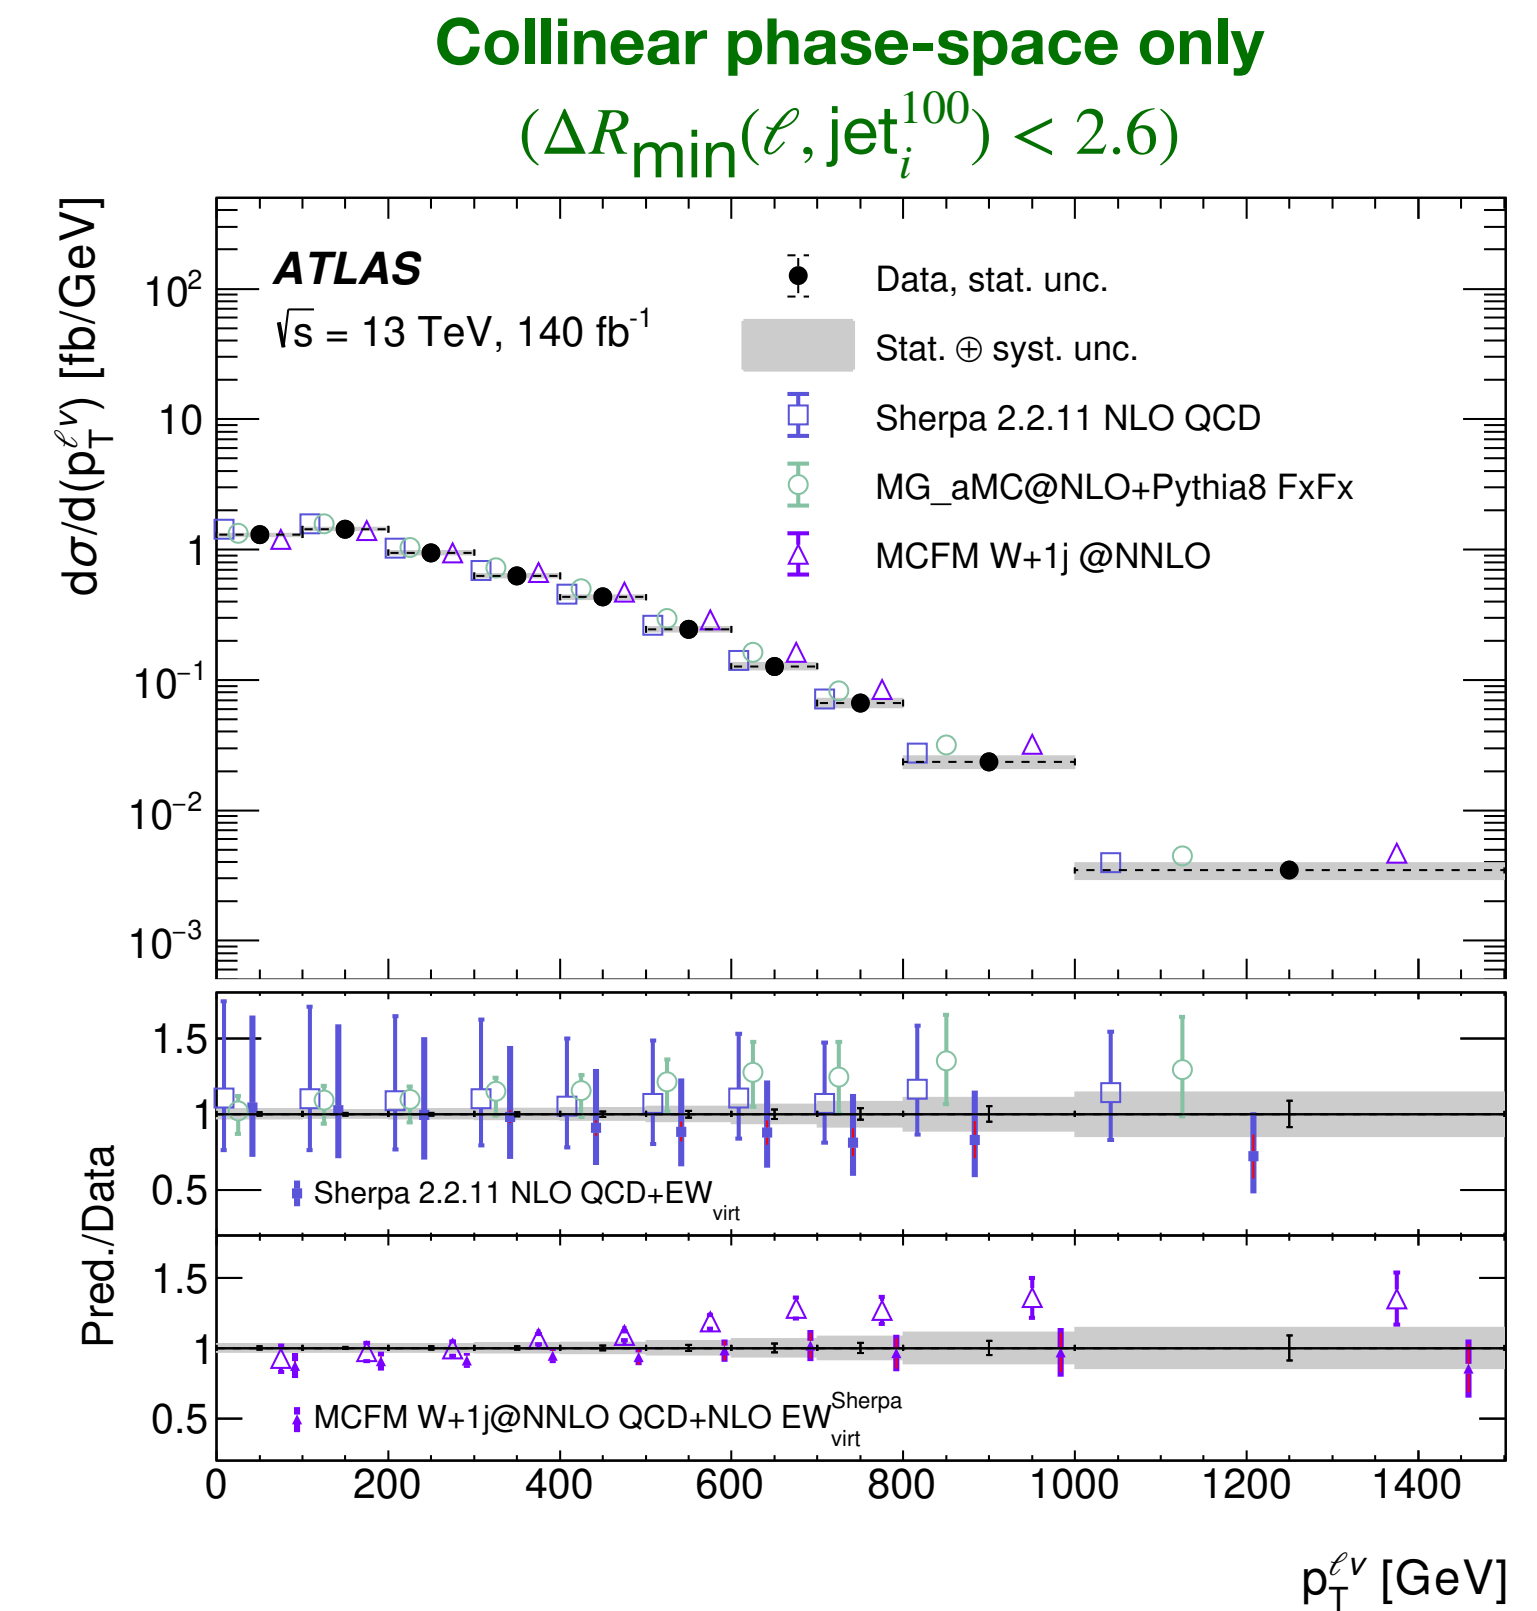 Collinear phase-space only
(ΔR_min(ℓ, jet_i^100) < 2.6)
dσ/d(p_T^ℓν) [fb/GeV]
ATLAS
√s = 13 TeV, 140 fb^-1
Data, stat. unc.
Stat. ⊕ syst. unc.
Sherpa 2.2.11 NLO QCD
MG_aMC@NLO+Pythia8 FxFx
MCFM W+1j @NNLO
10^2
10
1
10^−1
10^−2
10^−3
Pred./Data
1.5
1
0.5
Sherpa 2.2.11 NLO QCD+EW_virt
1.5
1
0.5
MCFM W+1j@NNLO QCD+NLO EW_virt^Sherpa
0 200 400 600 800 1000 1200 1400
p_T^ℓν [GeV]